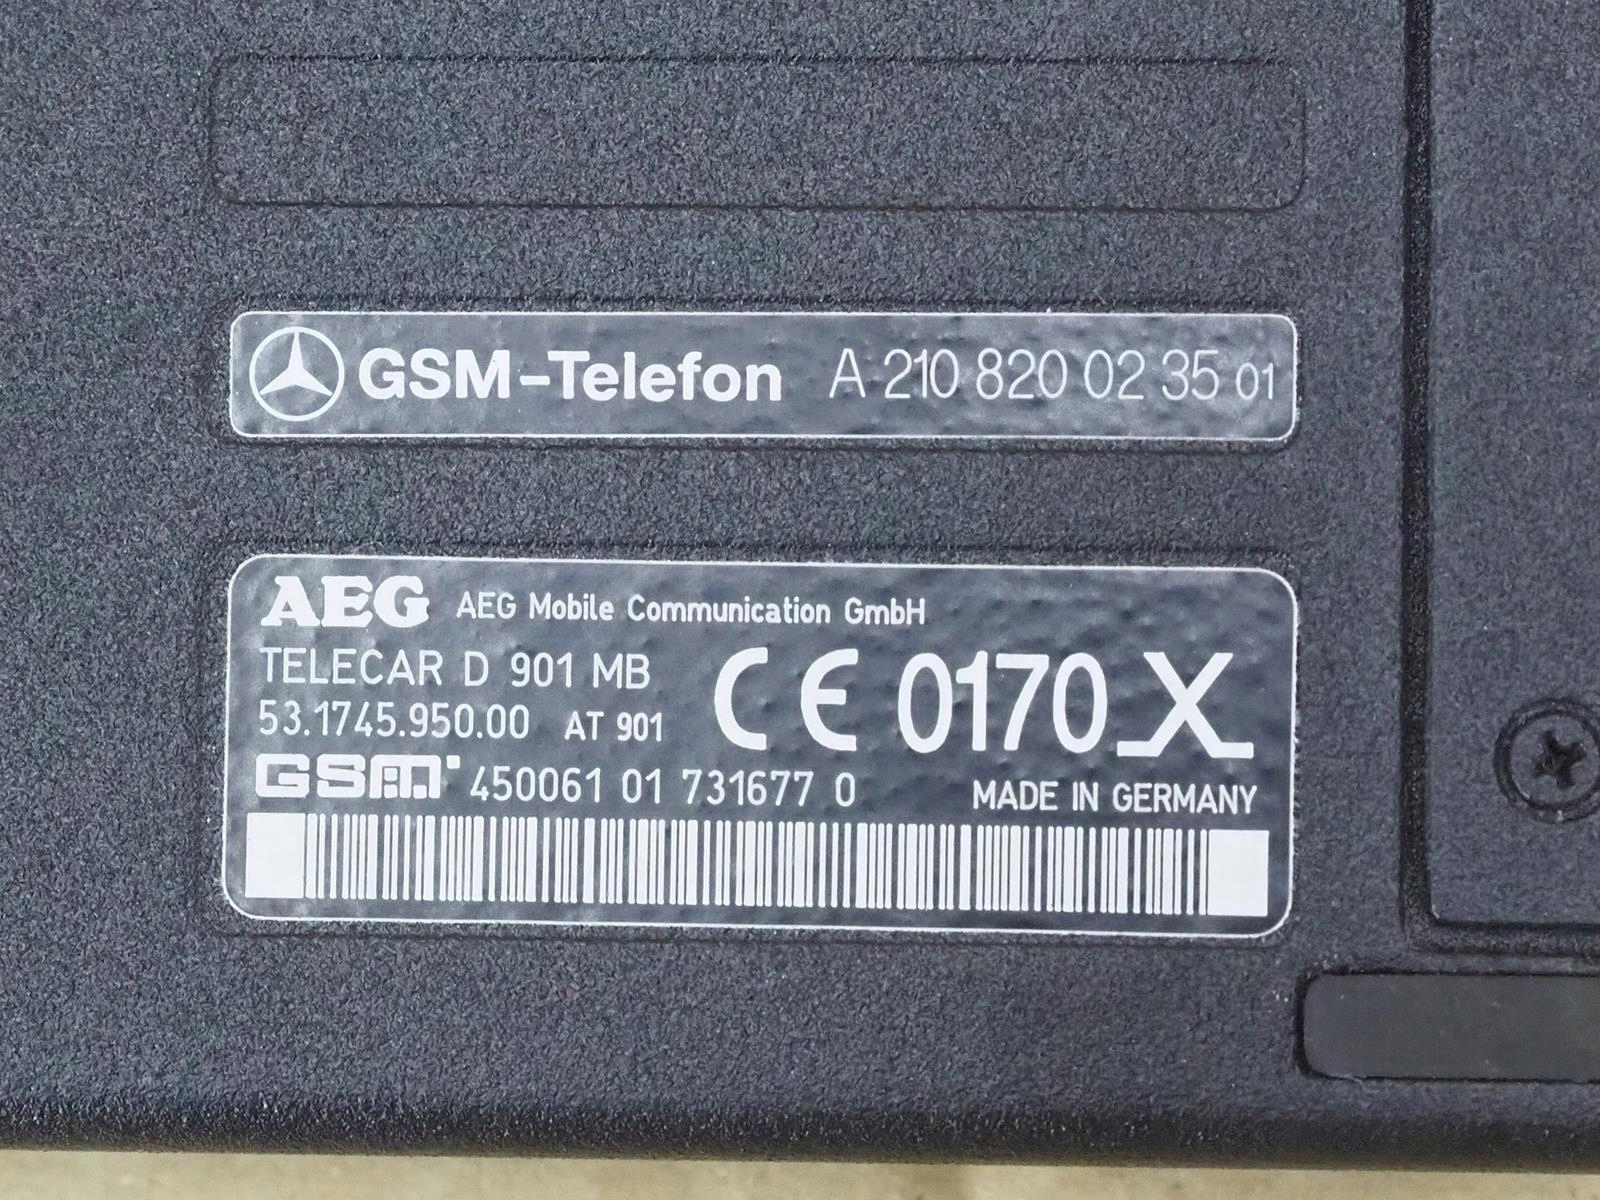 GSM-Telefon A 210 820 02 35 01
AEG AEG Mobile Communication GmbH
TELECAR D 901 MB
53.1745.950.00 AT 901
CE 0170 X
GSM 450061 01 731677 0 MADE IN GERMANY